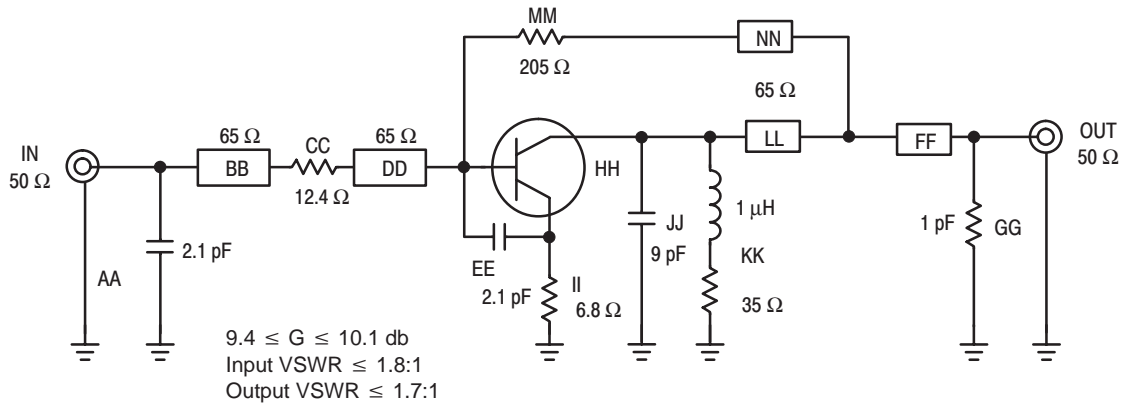 MM
NN
205 Ω
65 Ω
IN
50 Ω
65 Ω
BB
CC
12.4 Ω
65 Ω
DD
HH
LL
FF
OUT
50 Ω
AA
2.1 pF
EE
2.1 pF
II
6.8 Ω
JJ
9 pF
1 μH
KK
35 Ω
1 pF
GG
9.4 ≤ G ≤ 10.1 db
Input VSWR ≤ 1.8:1
Output VSWR ≤ 1.7:1